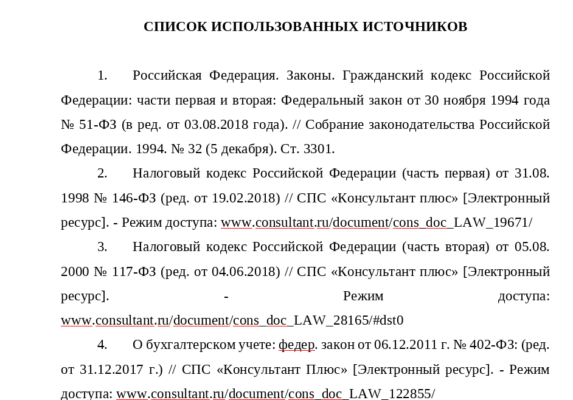 СПИСОК ИСПОЛЬЗОВАННЫХ ИСТОЧНИКОВ
1. Российская Федерация. Законы. Гражданский кодекс Российской
Федерации: части первая и вторая: Федеральный закон от 30 ноября 1994 года
№ 51-ФЗ (в ред. от 03.08.2018 года). // Собрание законодательства Российской
Федерации. 1994. № 32 (5 декабря). Ст. 3301.
2. Налоговый кодекс Российской Федерации (часть первая) от 31.08.
1998 № 146-ФЗ (ред. от 19.02.2018) // СПС «Консультант плюс» [Электронный
ресурс]. - Режим доступа: www.consultant.ru/document/cons_doc_LAW_19671/
3. Налоговый кодекс Российской Федерации (часть вторая) от 05.08.
2000 № 117-ФЗ (ред. от 04.06.2018) // СПС «Консультант плюс» [Электронный
ресурс]. - Режим доступа:
www.consultant.ru/document/cons_doc_LAW_28165/#dst0
4. О бухгалтерском учете: федер. закон от 06.12.2011 г. № 402-ФЗ: (ред.
от 31.12.2017 г.) // СПС «Консультант Плюс» [Электронный ресурс]. - Режим
доступа: www.consultant.ru/document/cons_doc_LAW_122855/